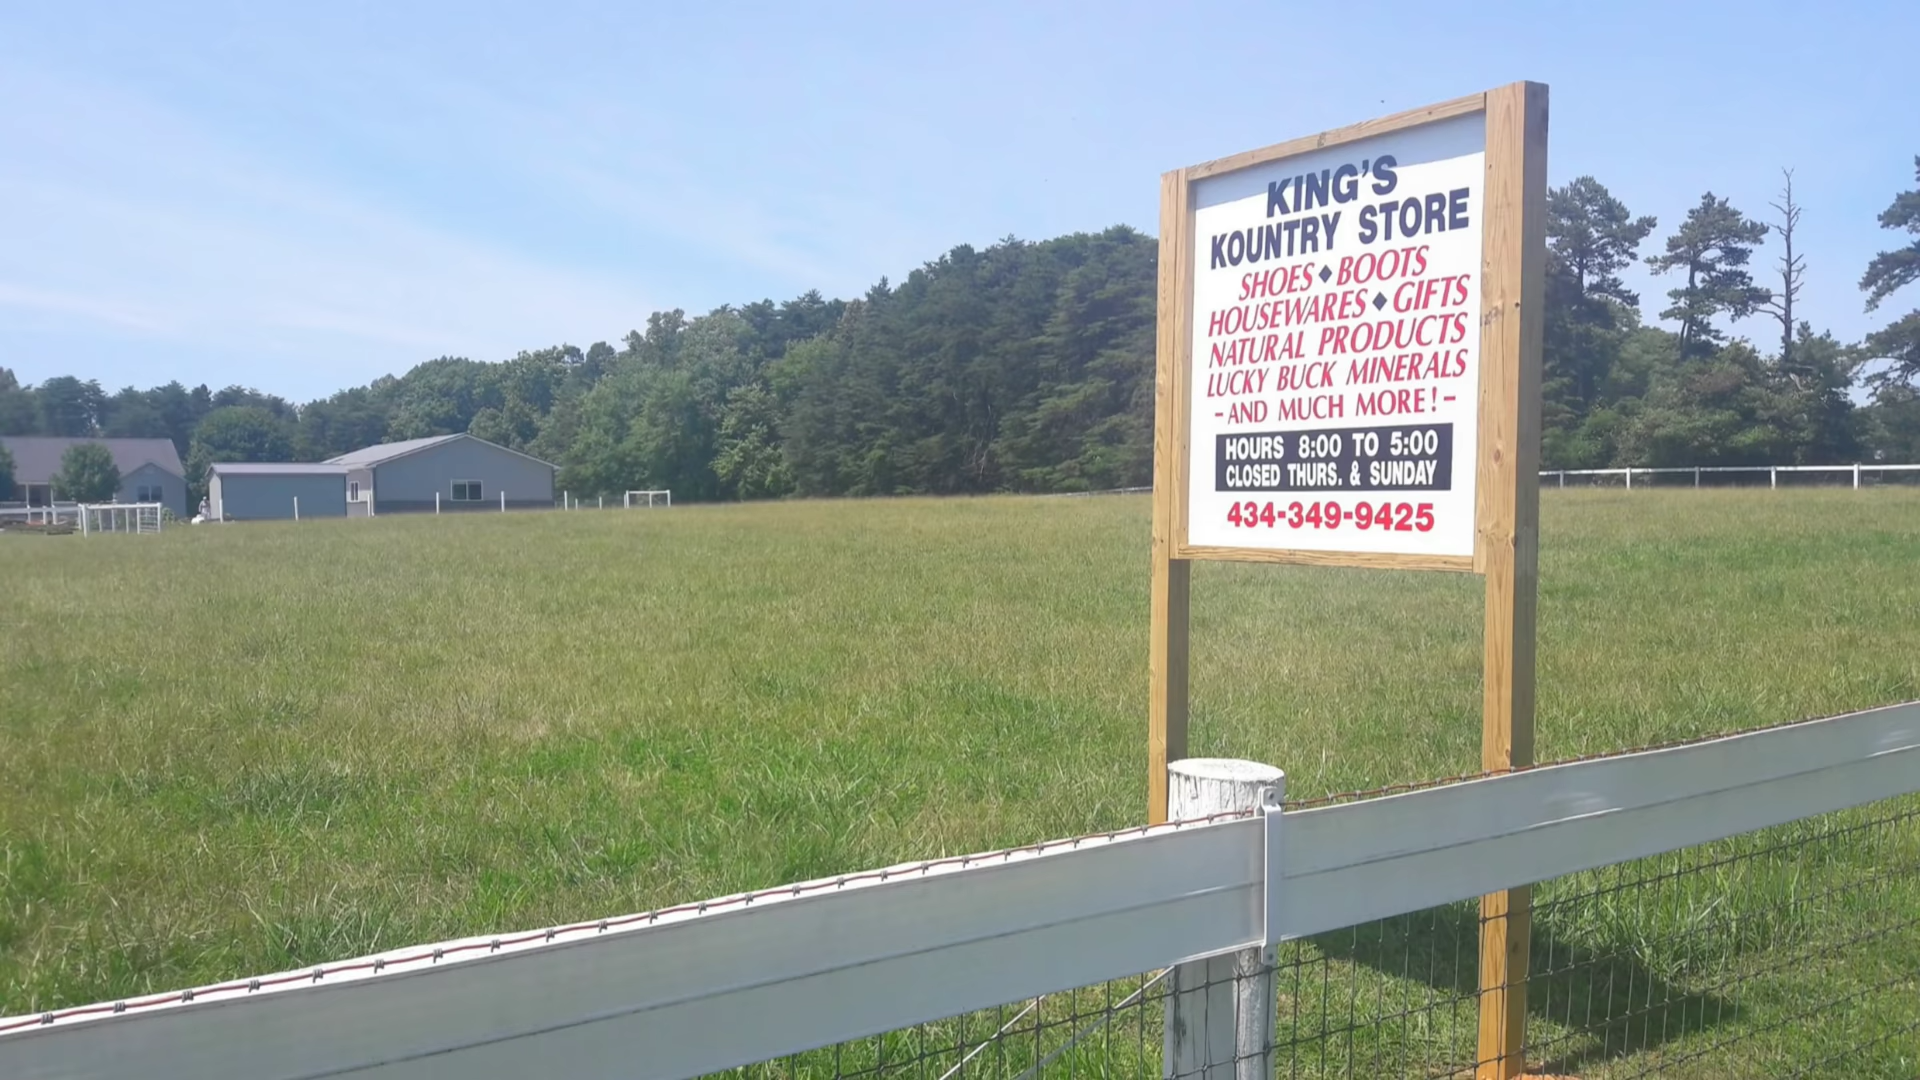 KING'S
KOUNTRY STORE
SHOES ◆ BOOTS
HOUSEWARES ◆ GIFTS
NATURAL PRODUCTS
LUCKY BUCK MINERALS
- AND MUCH MORE! -
HOURS 8:00 TO 5:00
CLOSED THURS. & SUNDAY
434-349-9425